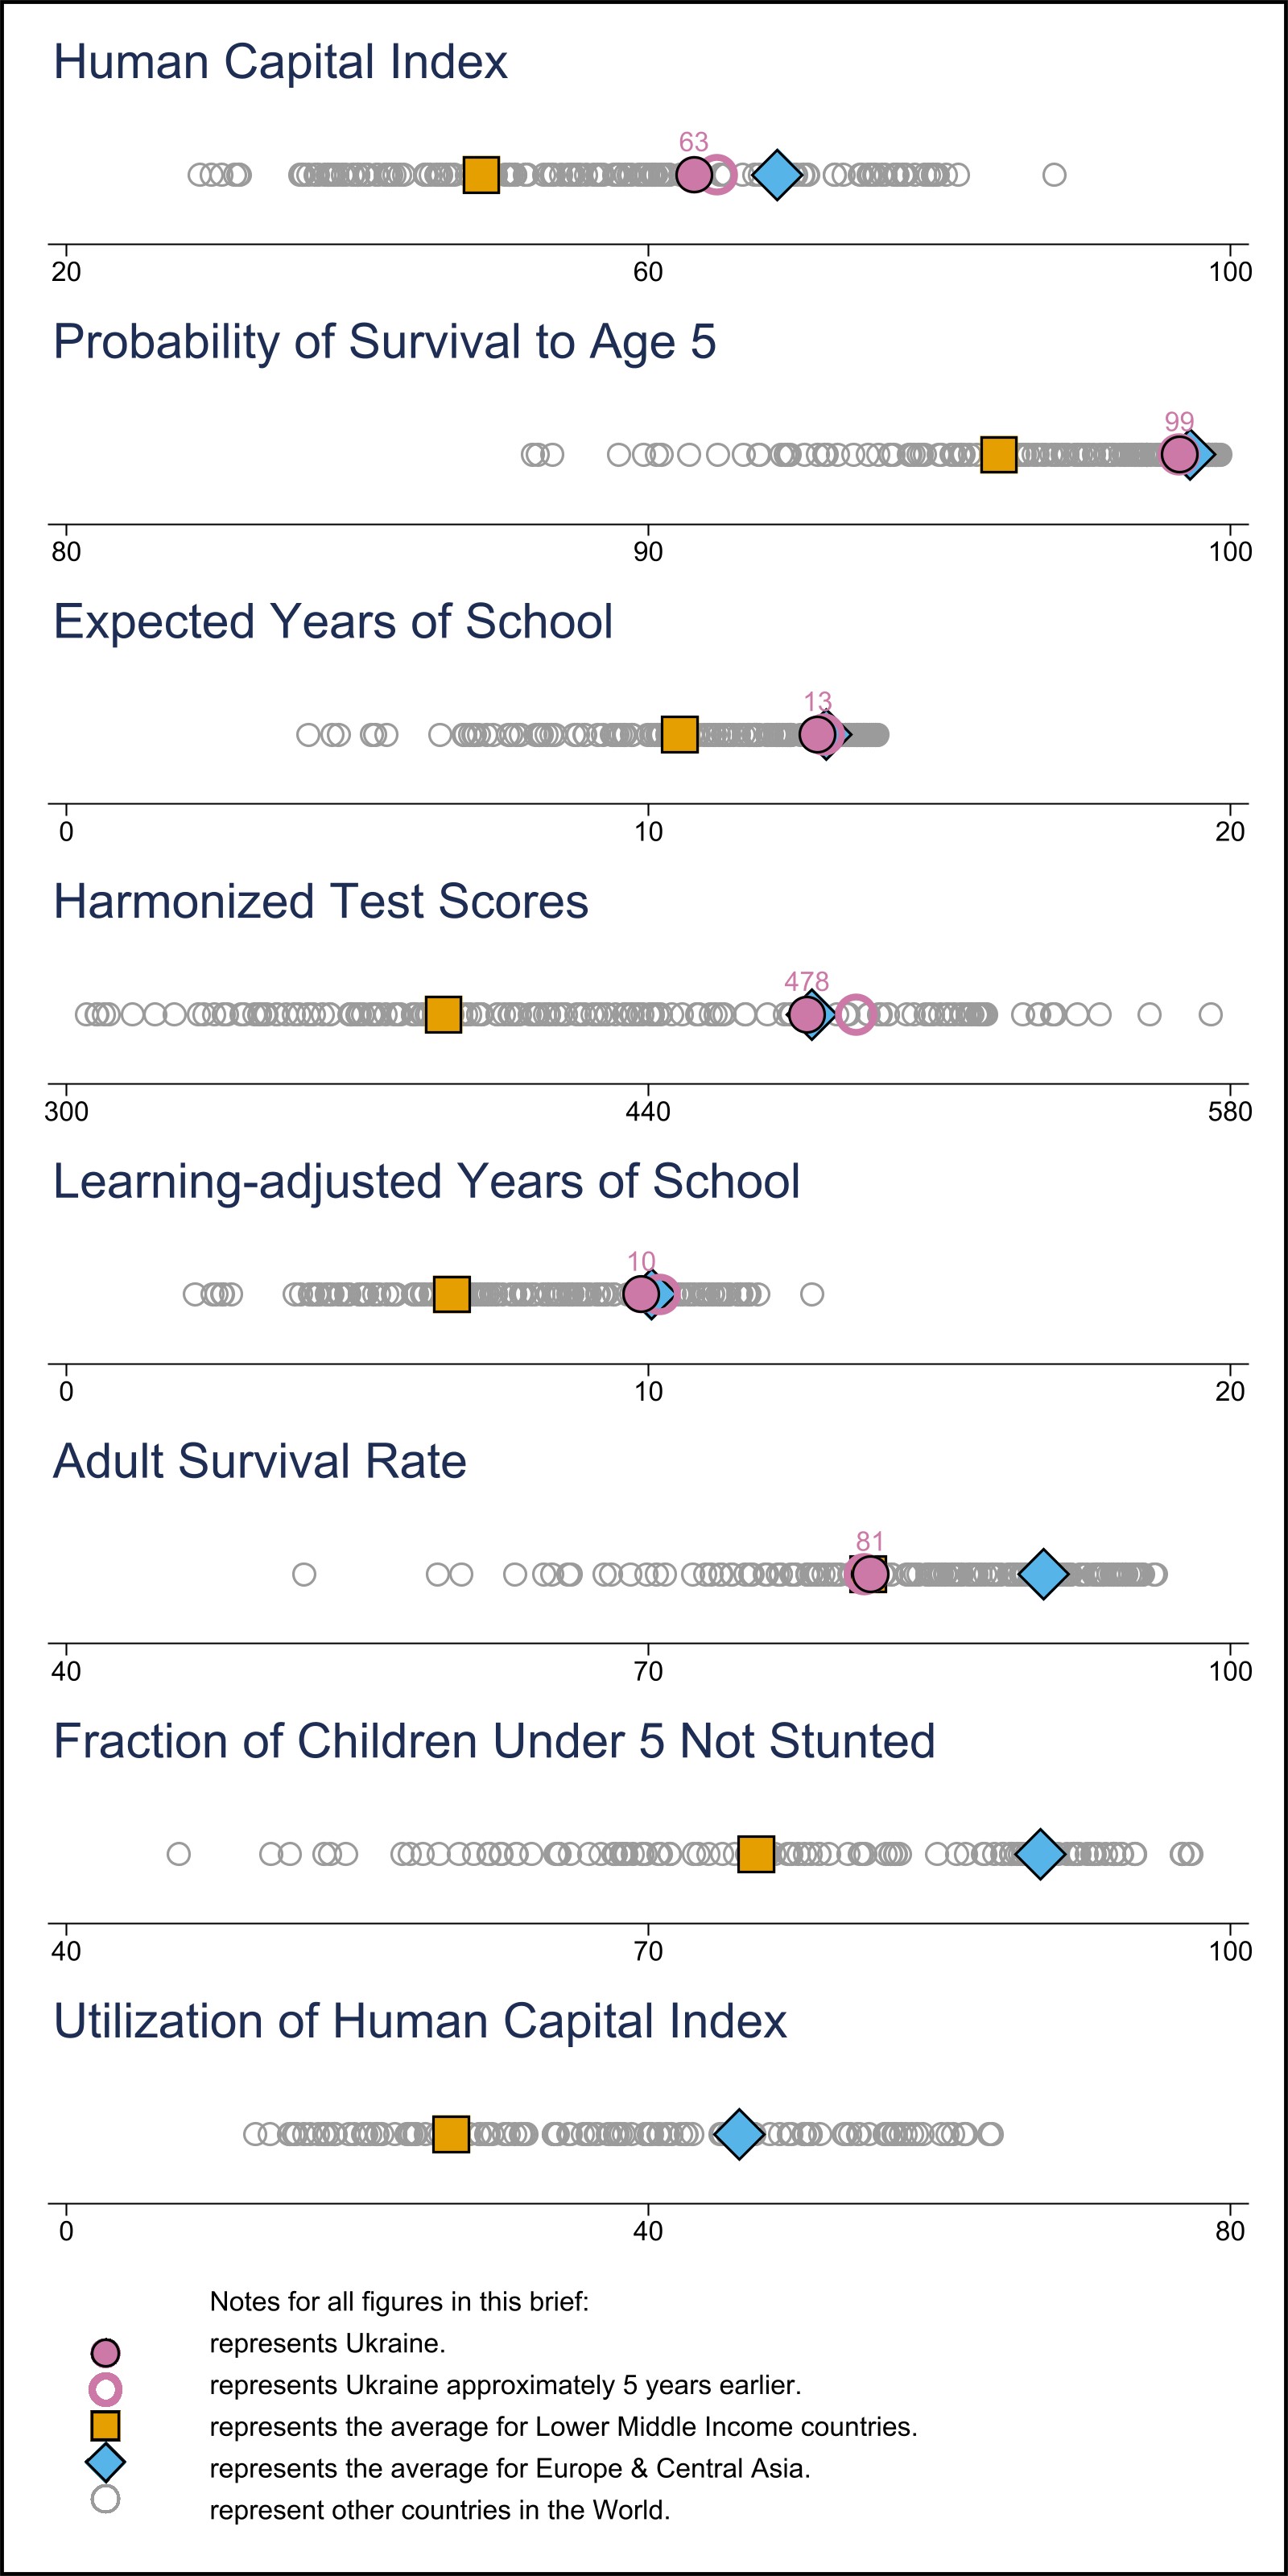 Human Capital Index
63
20 60 100
Probability of Survival to Age 5
99
80 90 100
Expected Years of School
13
0 10 20
Harmonized Test Scores
478
300 440 580
Learning-adjusted Years of School
10
0 10 20
Adult Survival Rate
81
40 70 100
Fraction of Children Under 5 Not Stunted
40 70 100
Utilization of Human Capital Index
0 40 80
Notes for all figures in this brief:
represents Ukraine.
represents Ukraine approximately 5 years earlier.
represents the average for Lower Middle Income countries.
represents the average for Europe & Central Asia.
represent other countries in the World.